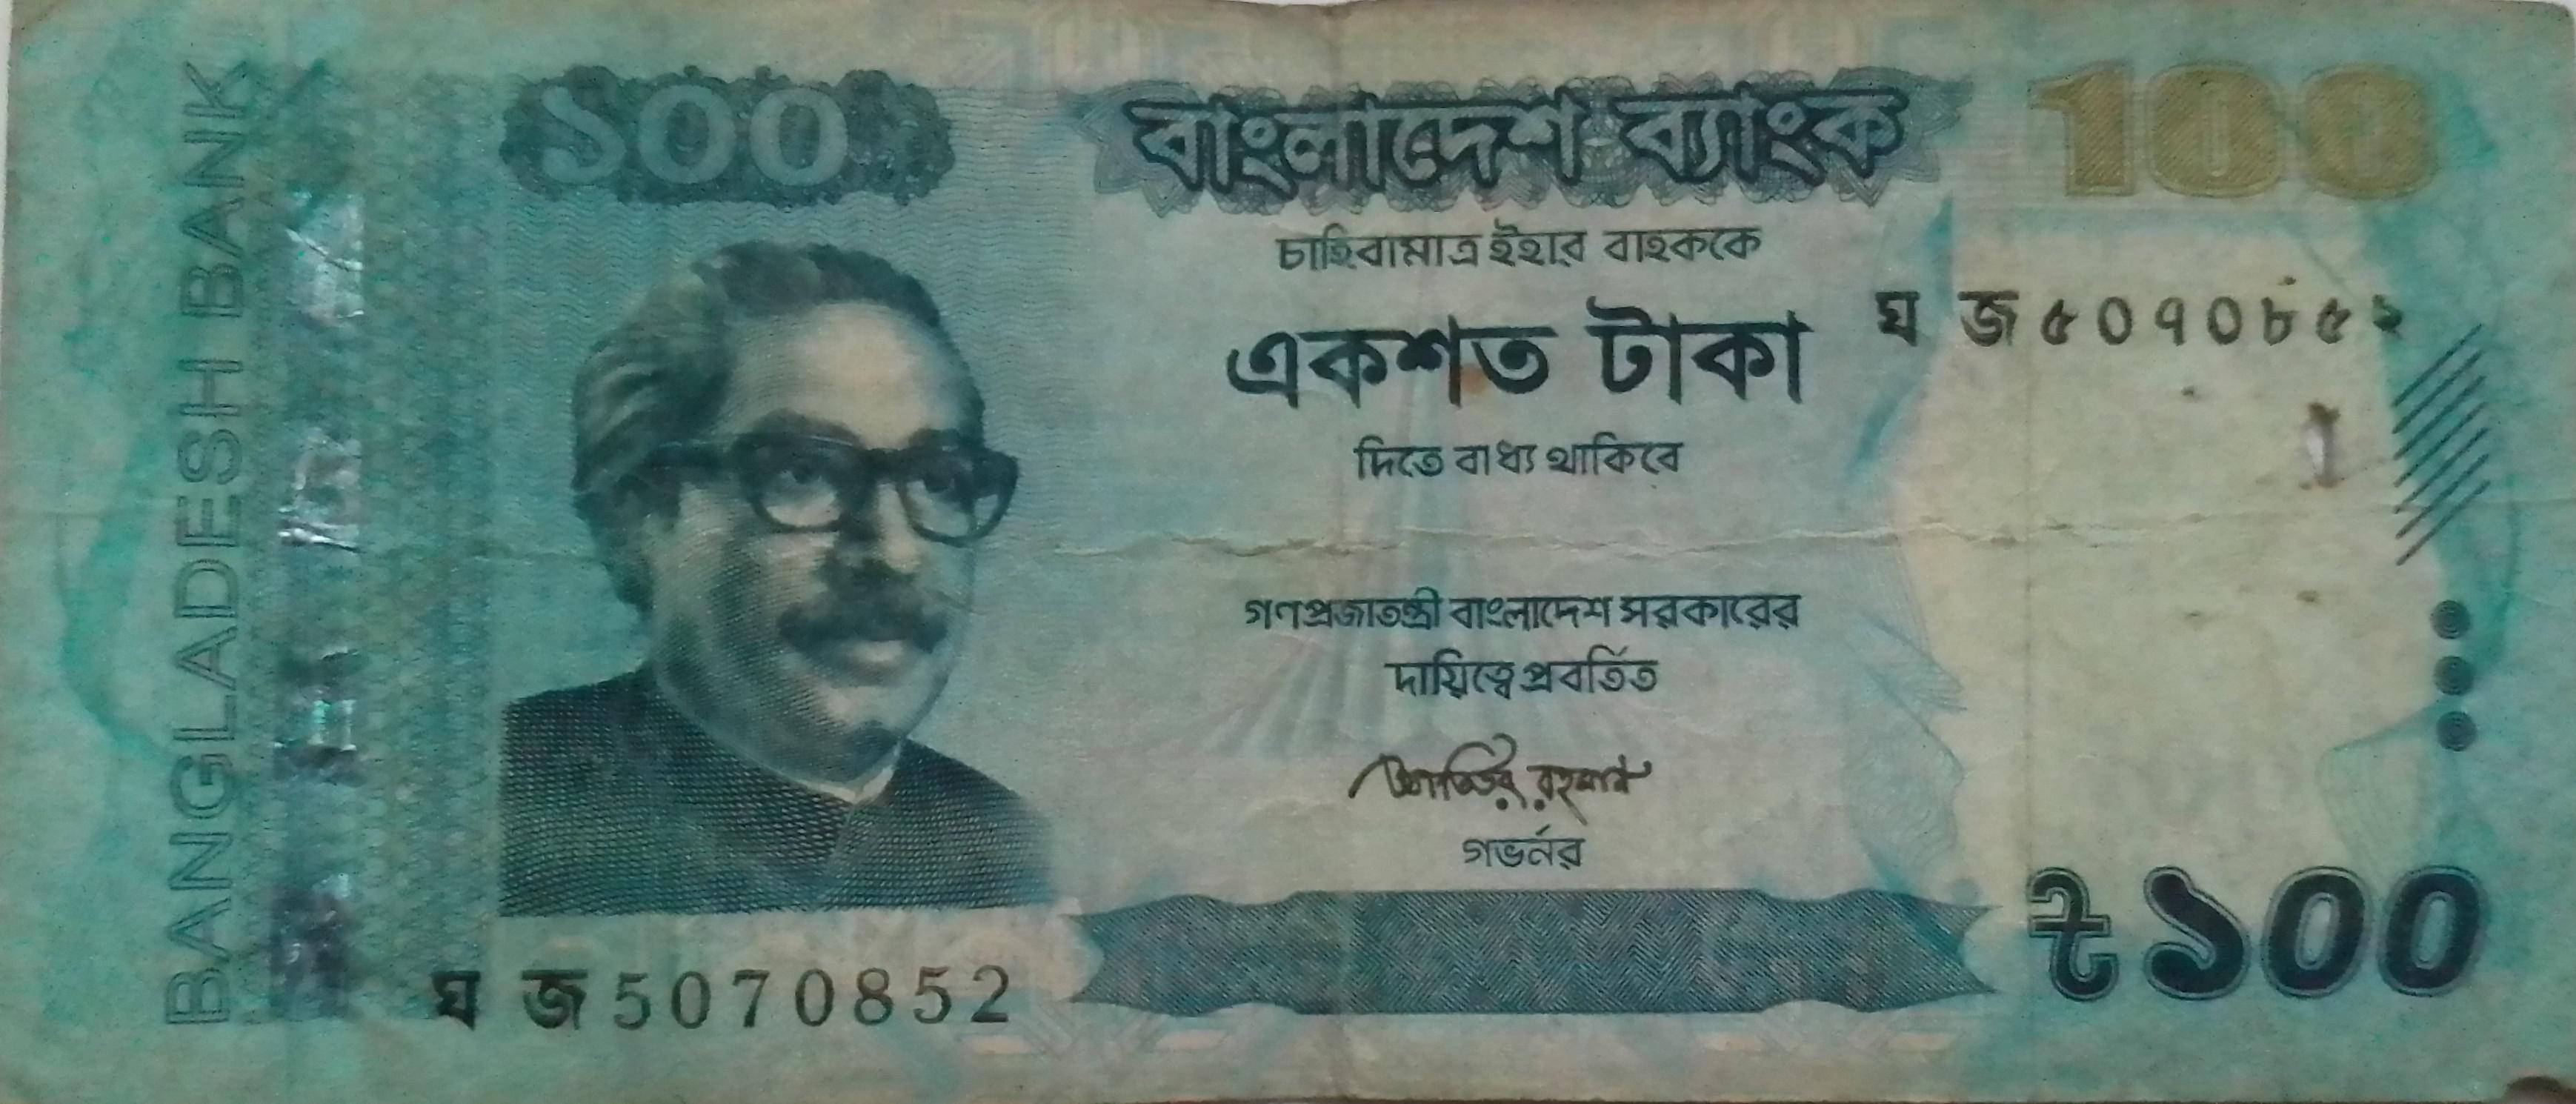 BANGLADESH BANK
১০০
বাংলাদেশ ব্যাংক
100
চাহিবামাত্র ইহার বাহককে
ঘ জ ৫০৭০৮৫২
একশত টাকা
দিতে বাধ্য থাকিবে
গণপ্রজাতন্ত্রী বাংলাদেশ সরকারের
দায়িত্বে প্রবর্তিত
আতিউর রহমান
গভর্নর
৳১০০
ঘ জ 5070852